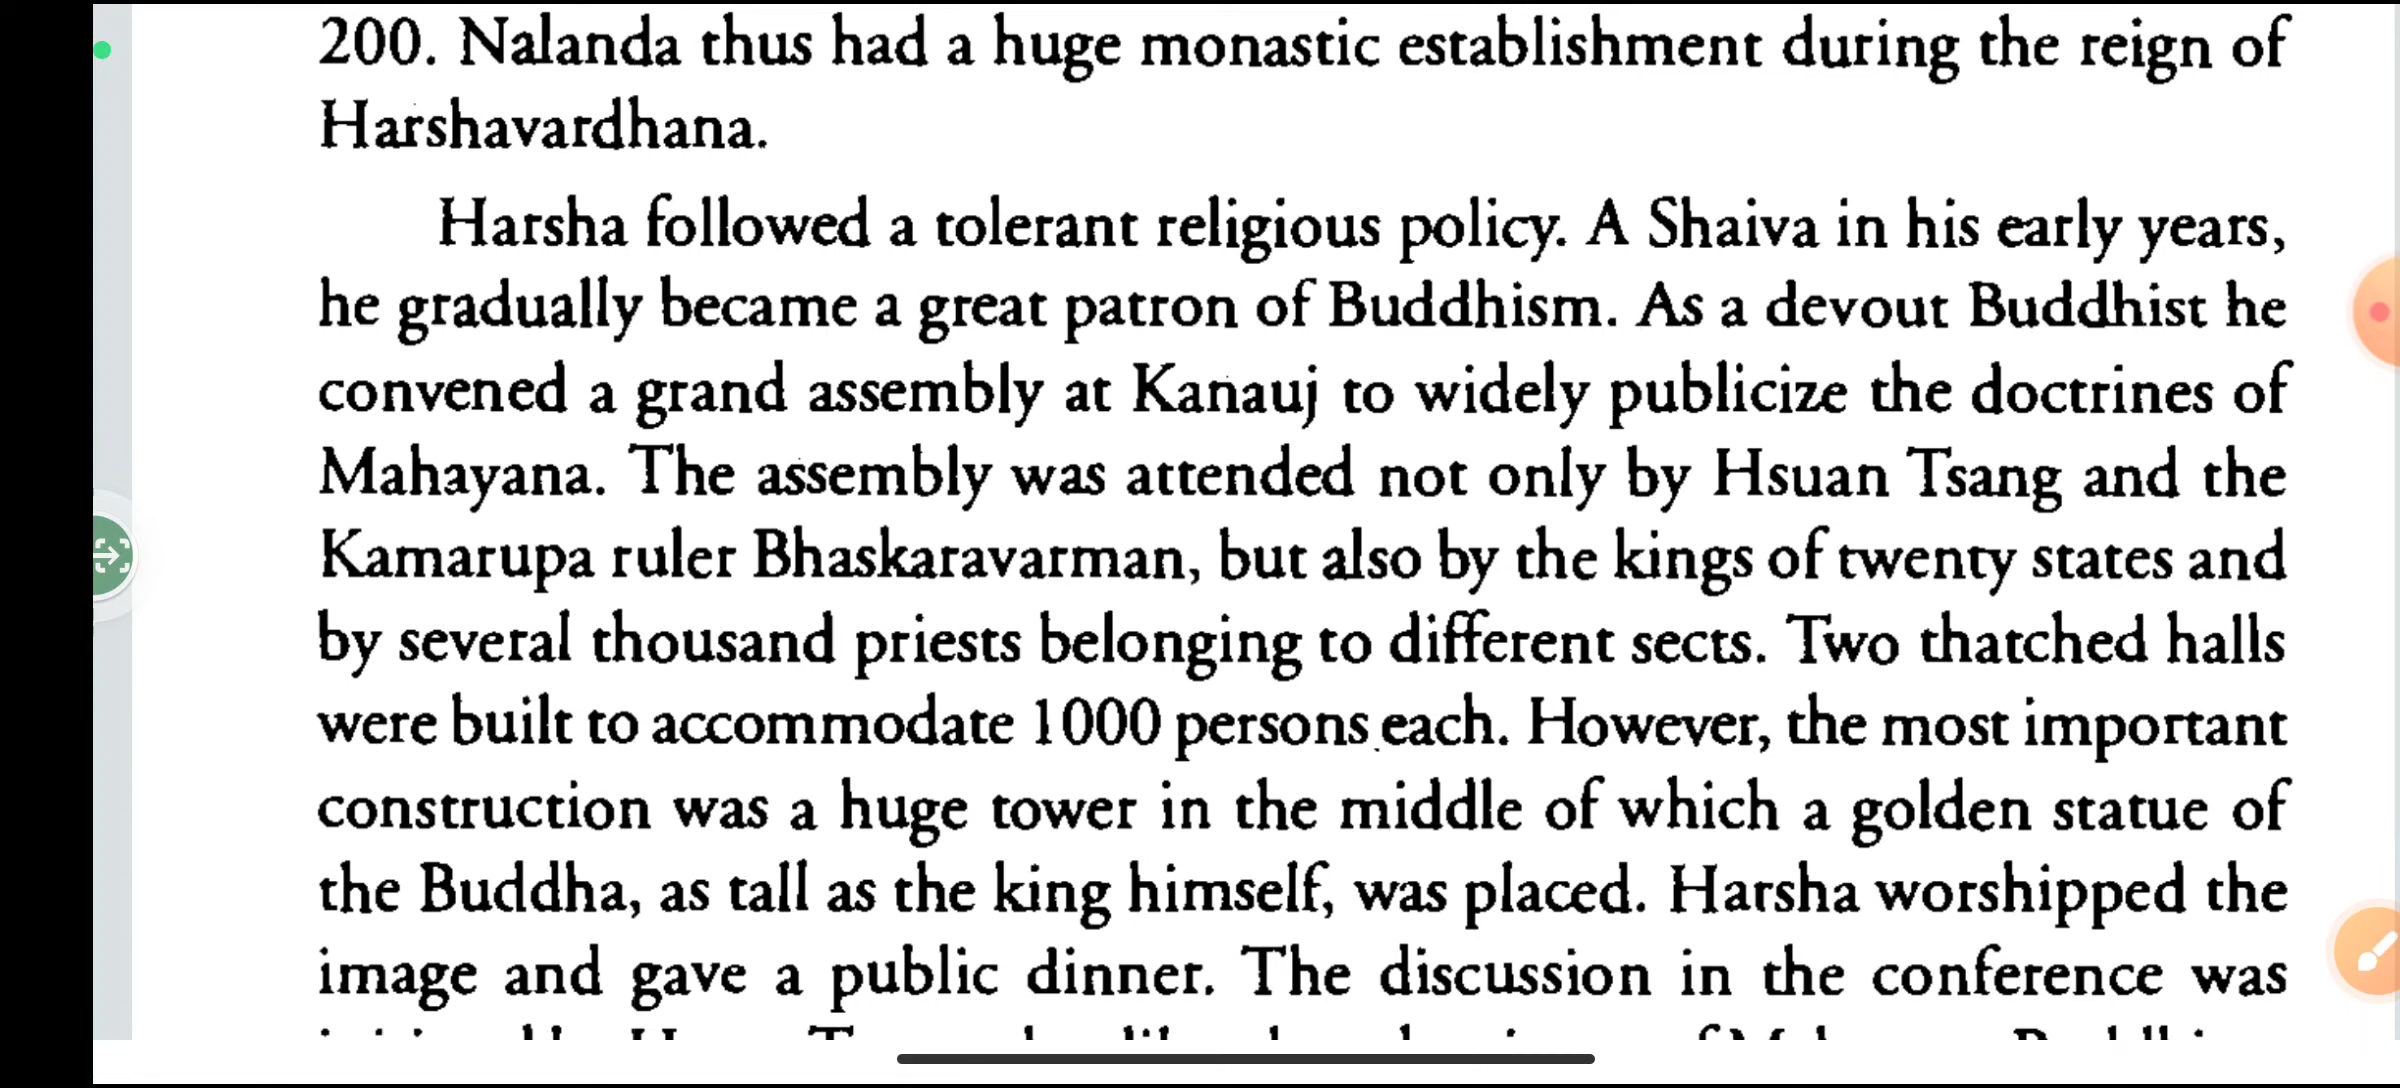 200. Nalanda thus had a huge monastic establishment during the reign of
Harshavardhana.
Harsha followed a tolerant religious policy. A Shaiva in his early years,
he gradually became a great patron of Buddhism. As a devout Buddhist he
convened a grand assembly at Kanauj to widely publicize the doctrines of
Mahayana. The assembly was attended not only by Hsuan Tsang and the
Kamarupa ruler Bhaskaravarman, but also by the kings of twenty states and
by several thousand priests belonging to different sects. Two thatched halls
were built to accommodate 1000 persons each. However, the most important
construction was a huge tower in the middle of which a golden statue of
the Buddha, as tall as the king himself, was placed. Harsha worshipped the
image and gave a public dinner. The discussion in the conference was